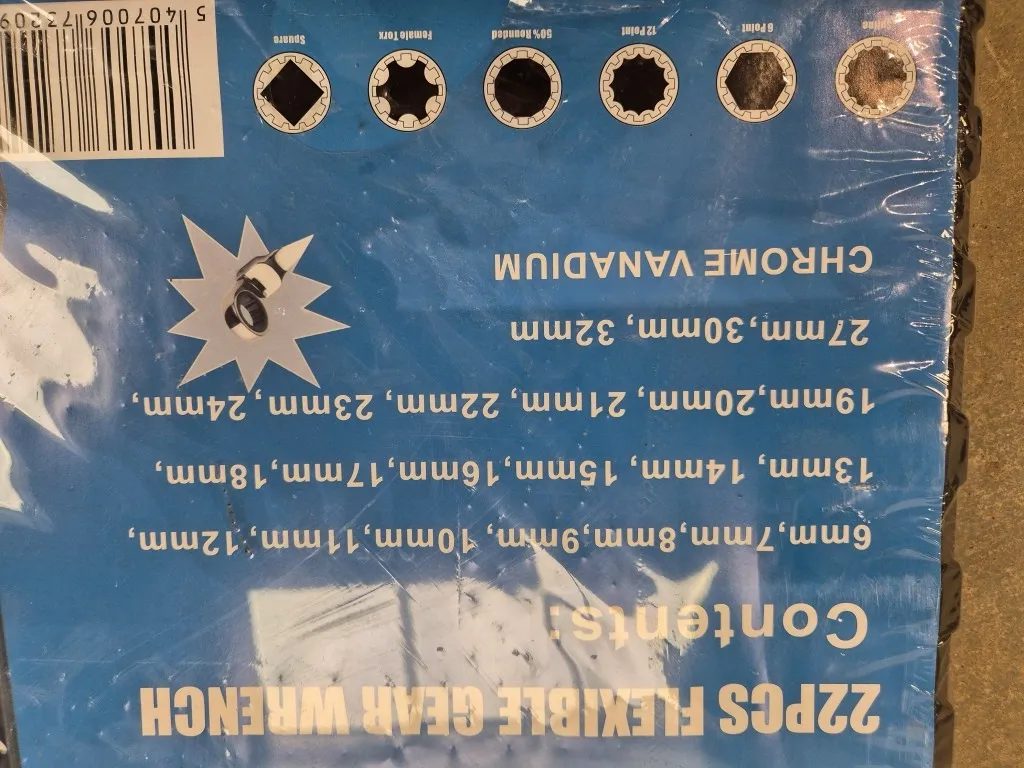 22PCS FLEXIBLE GEAR WRENCH
Contents:
6mm,7mm,8mm,9mm, 10mm,11mm,12mm,
13mm, 14mm, 15mm,16mm,17mm,18mm,
19mm,20mm, 21mm, 22mm, 23mm, 24mm,
27mm,30mm, 32mm
CHROME VANADIUM
6 Point 12 Point 50% Rounded Female Torx Spuare
5 407006 773209